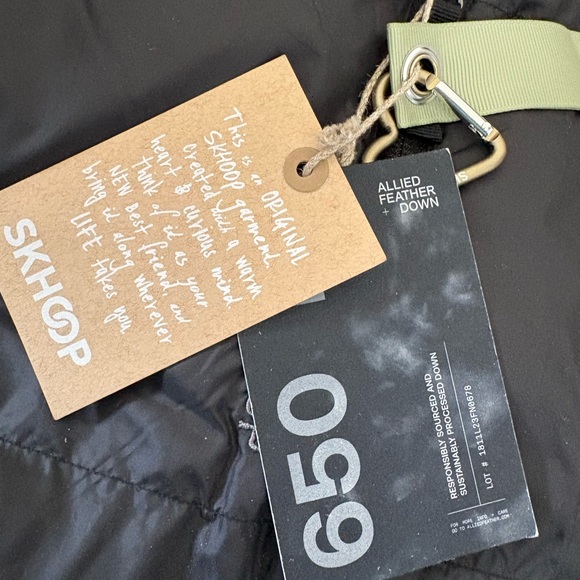 This is an ORIGINAL
SKHOOP garment
created with a warm
heart & curious mind
think of it as your
NEW best friend, and
bring it along wherever
LIFE takes you
SKHOOP
ALLIED
FEATHER
+ DOWN
650
RESPONSIBLY SOURCED AND
SUSTAINABLY PROCESSED DOWN
LOT # 1811L23FN0678
FOR MORE INFO + CARE
GO TO ALLIEDFEATHER.COM